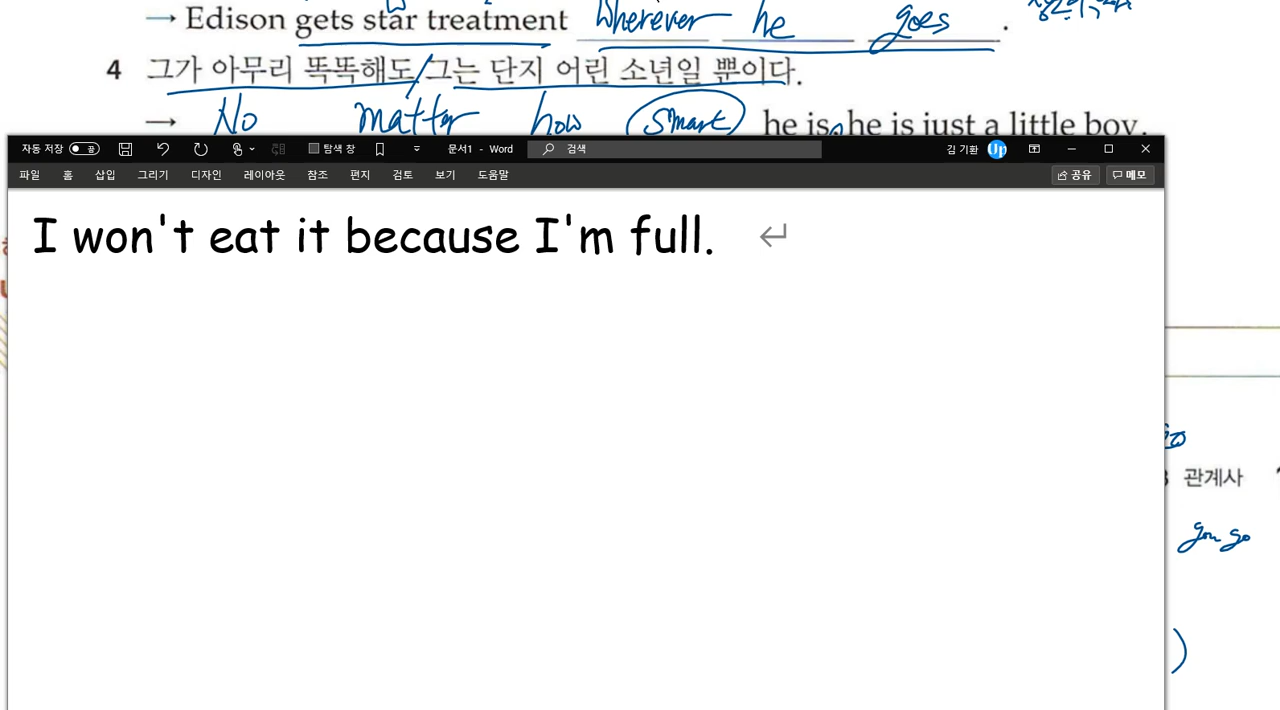 → Edison gets star treatment wherever he goes.
4 그가 아무리 똑똑해도/그는 단지 어린 소년일 뿐이다.
→ No matter how smart he is, he is just a little boy.
자동 저장 끔 탐색 창 문서1 - Word 검색 김 기환 Up
파일 홈 삽입 그리기 디자인 레이아웃 참조 편지 검토 보기 도움말 공유 메모
I won't eat it because I'm full. ↵
관계사
you go
)